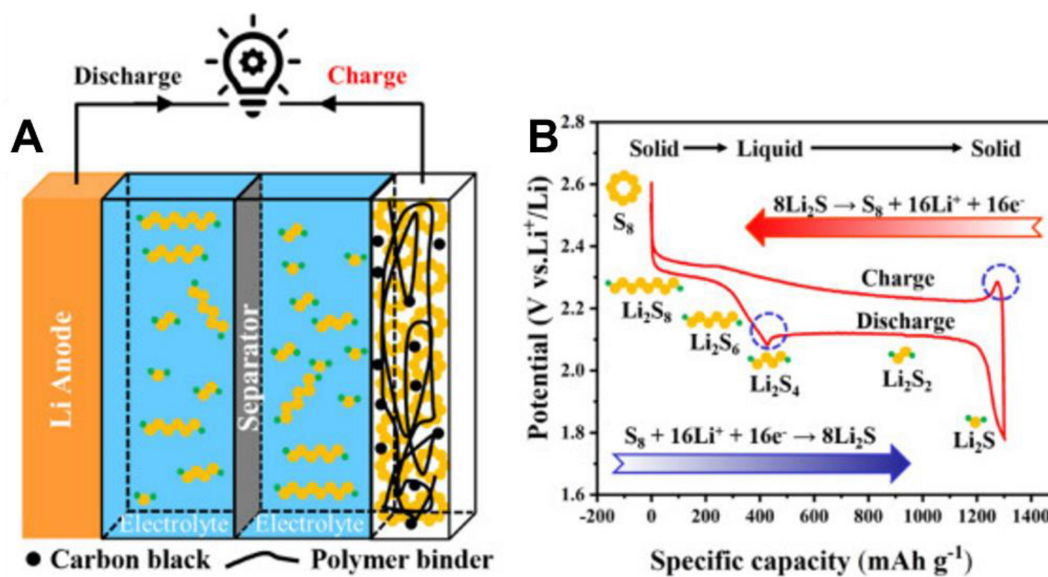 A
Discharge
Charge
Li Anode
Separator
Electrolyte
Electrolyte
Carbon black
Polymer binder
B
Potential (V vs.Li⁺/Li)
2.8
2.6
2.4
2.2
2.0
1.8
1.6
Solid → Liquid → Solid
S₈
8Li₂S → S₈ + 16Li⁺ + 16e⁻
Charge
Discharge
Li₂S₈
Li₂S₆
Li₂S₄
Li₂S₂
Li₂S
S₈ + 16Li⁺ + 16e⁻ → 8Li₂S
-200 0 200 400 600 800 1000 1200 1400
Specific capacity (mAh g⁻¹)